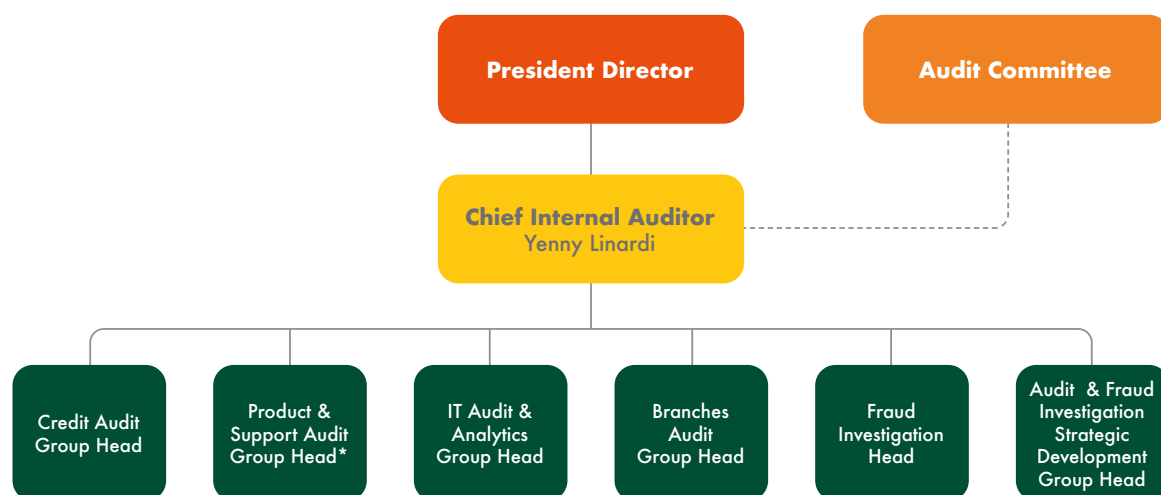 President Director
Audit Committee
Chief Internal Auditor
Yenny Linardi
Credit Audit
Group Head
Product &
Support Audit
Group Head*
IT Audit &
Analytics
Group Head
Branches
Audit
Group Head
Fraud
Investigation
Head
Audit & Fraud
Investigation
Strategic
Development
Group Head